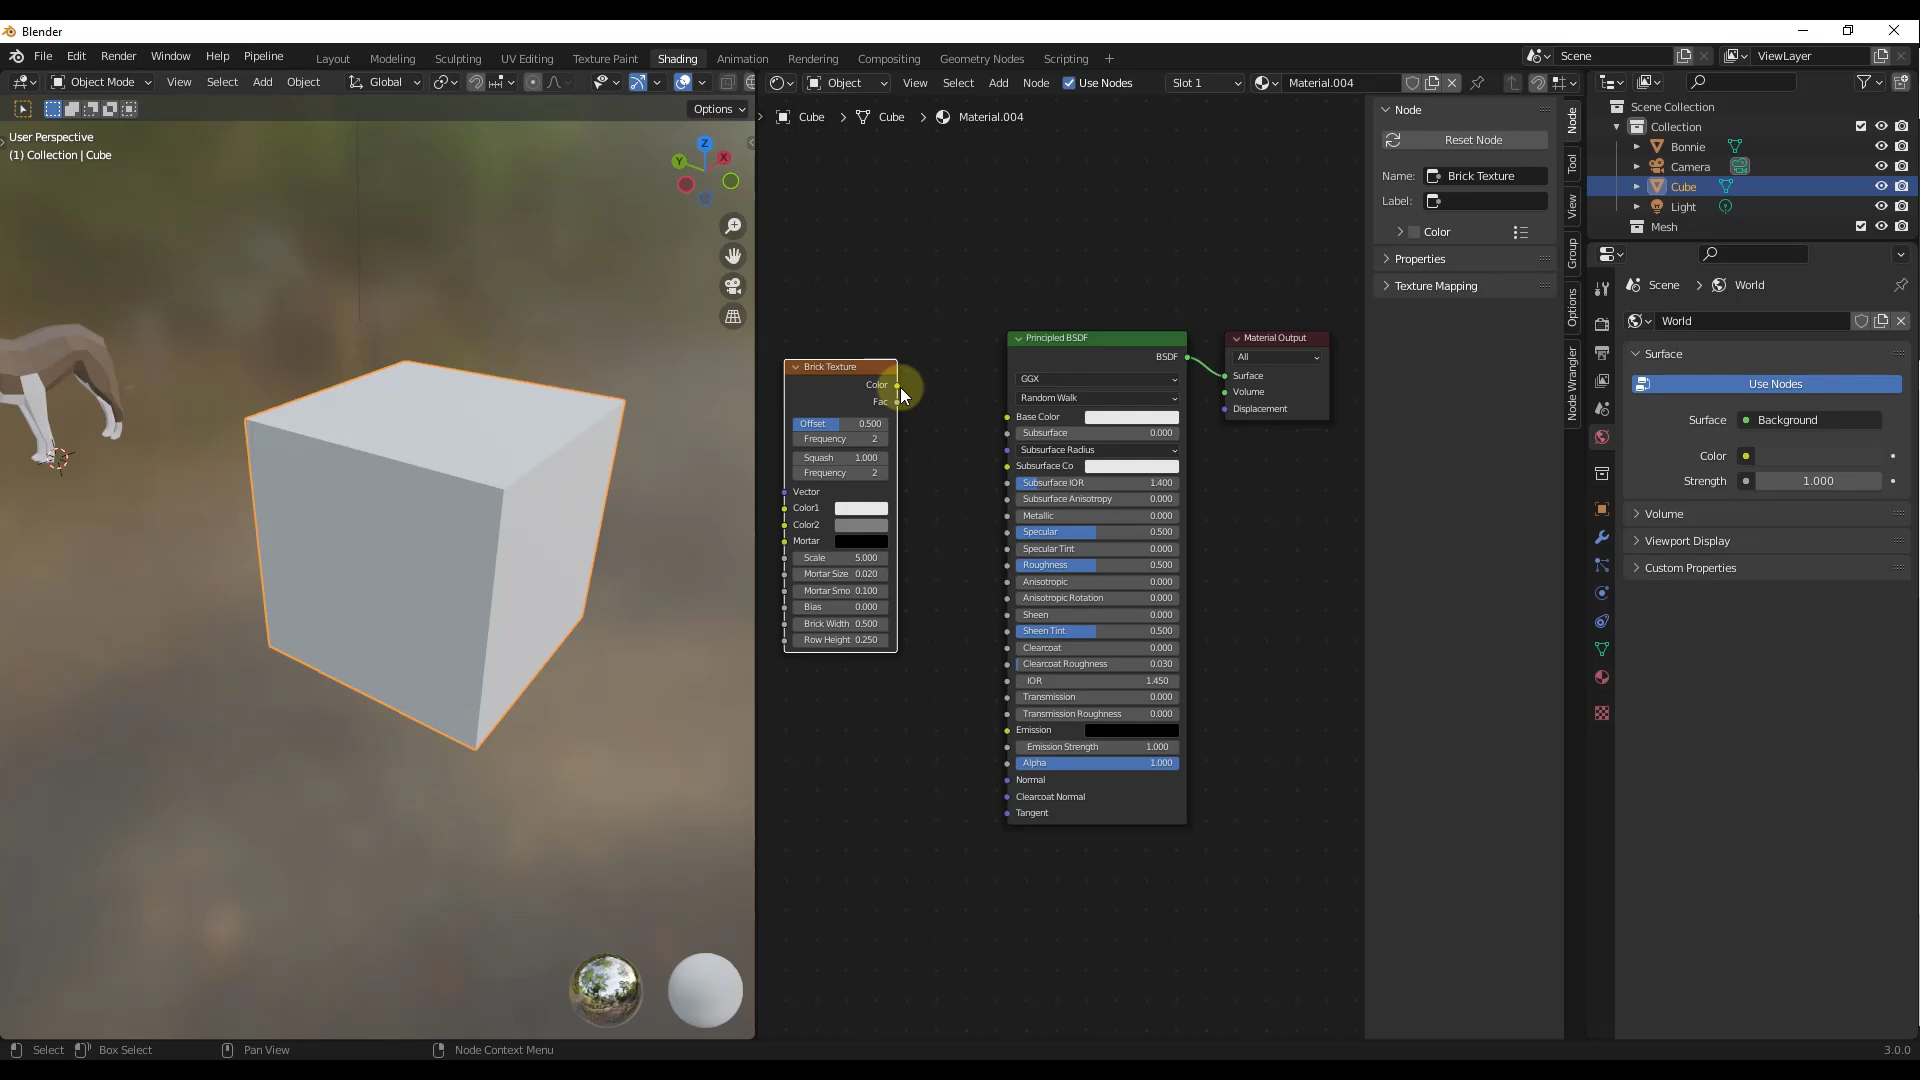 Blender
File Edit Render Window Help Pipeline
Layout Modeling Sculpting UV Editing Texture Paint Shading Animation Rendering Compositing Geometry Nodes Scripting +
Scene
ViewLayer
Object Mode View Select Add Object Global
Object View Select Add Node Use Nodes Slot 1 Material.004
Options
User Perspective
(1) Collection | Cube
Z
Y
X
Cube > Cube > Material.004
Brick Texture
Color
Fac
Offset 0.500
Frequency 2
Squash 1.000
Frequency 2
Vector
Color1
Color2
Mortar
Scale 5.000
Mortar Size 0.020
Mortar Smo 0.100
Bias 0.000
Brick Width 0.500
Row Height 0.250
Principled BSDF
BSDF
GGX
Random Walk
Base Color
Subsurface 0.000
Subsurface Radius
Subsurface Co
Subsurface IOR 1.400
Subsurface Anisotropy 0.000
Metallic 0.000
Specular 0.500
Specular Tint 0.000
Roughness 0.500
Anisotropic 0.000
Anisotropic Rotation 0.000
Sheen 0.000
Sheen Tint 0.500
Clearcoat 0.000
Clearcoat Roughness 0.030
IOR 1.450
Transmission 0.000
Transmission Roughness 0.000
Emission
Emission Strength 1.000
Alpha 1.000
Normal
Clearcoat Normal
Tangent
Material Output
All
Surface
Volume
Displacement
Node
Reset Node
Name: Brick Texture
Label:
Color
Properties
Texture Mapping
Node
Tool
View
Group
Options
Node Wrangler
Scene Collection
Collection
Bonnie
Camera
Cube
Light
Mesh
Scene > World
World
Surface
Use Nodes
Surface Background
Color
Strength 1.000
Volume
Viewport Display
Custom Properties
Select Box Select Pan View Node Context Menu 3.0.0